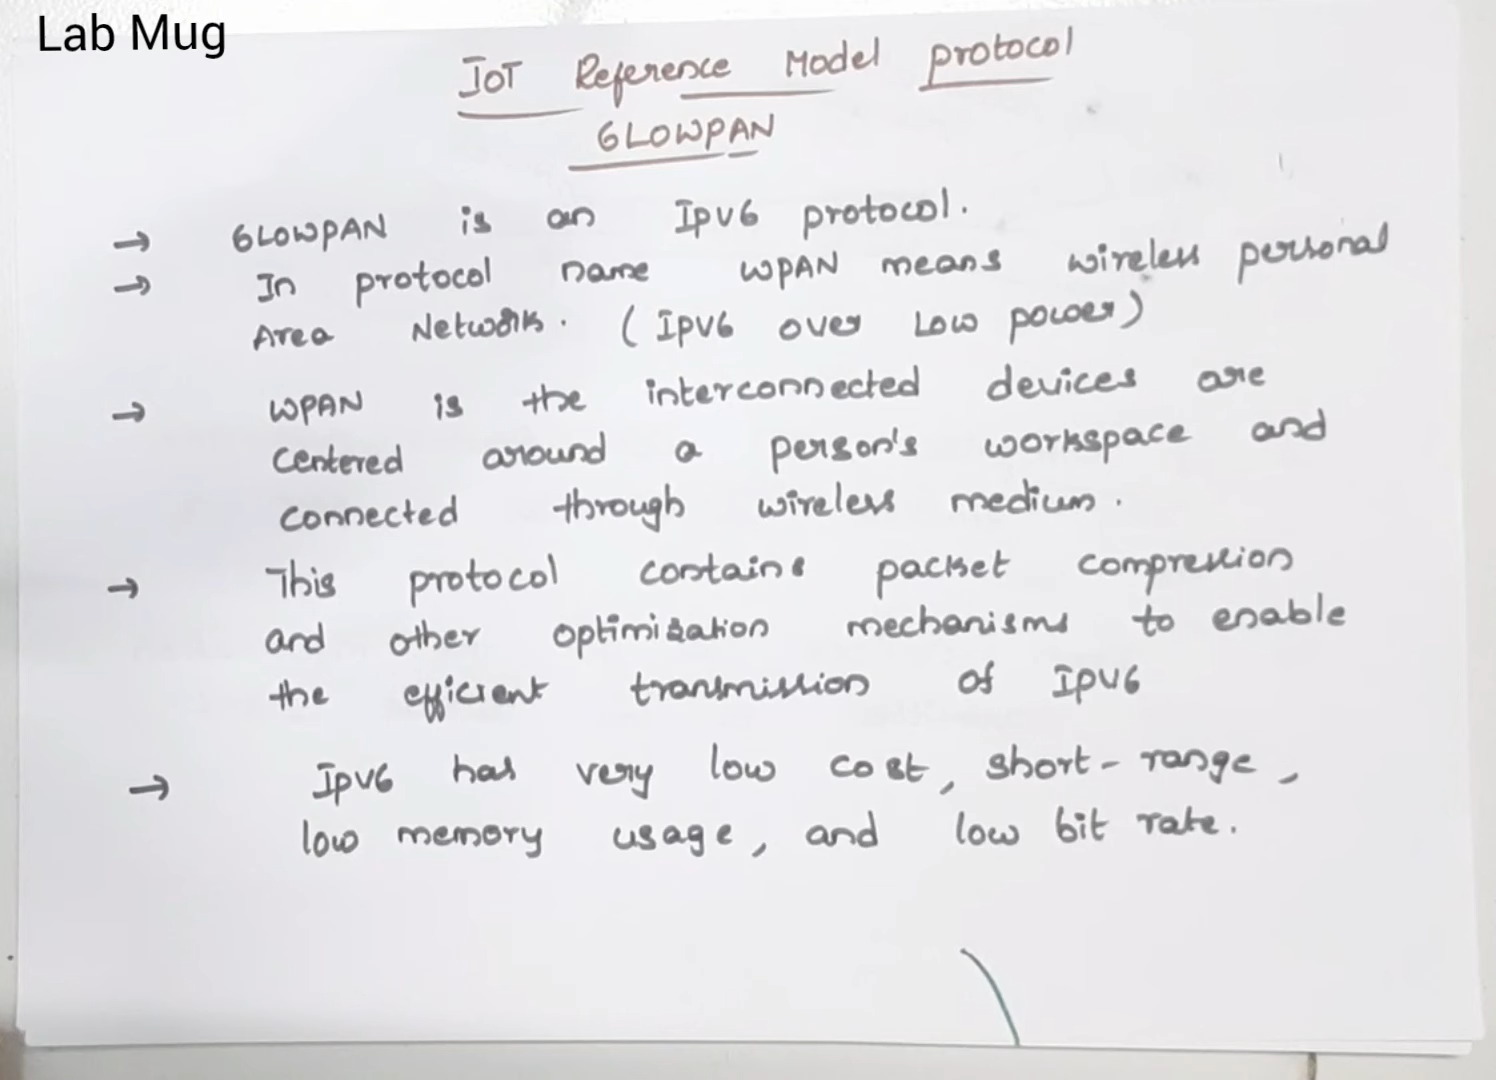 Lab Mug
IoT Reference Model protocol
6LOWPAN
→ 6LOWPAN is an IPV6 protocol.
→ In protocol name WPAN means wireless personal
Area Network. (IPV6 over Low power)
→ WPAN is the interconnected devices are
centered around a person's workspace and
connected through wireless medium.
→ This protocol contains packet compression
and other optimization mechanisms to enable
the efficient transmission of IPV6
→ IPV6 has very low cost, short-range,
low memory usage, and low bit rate.